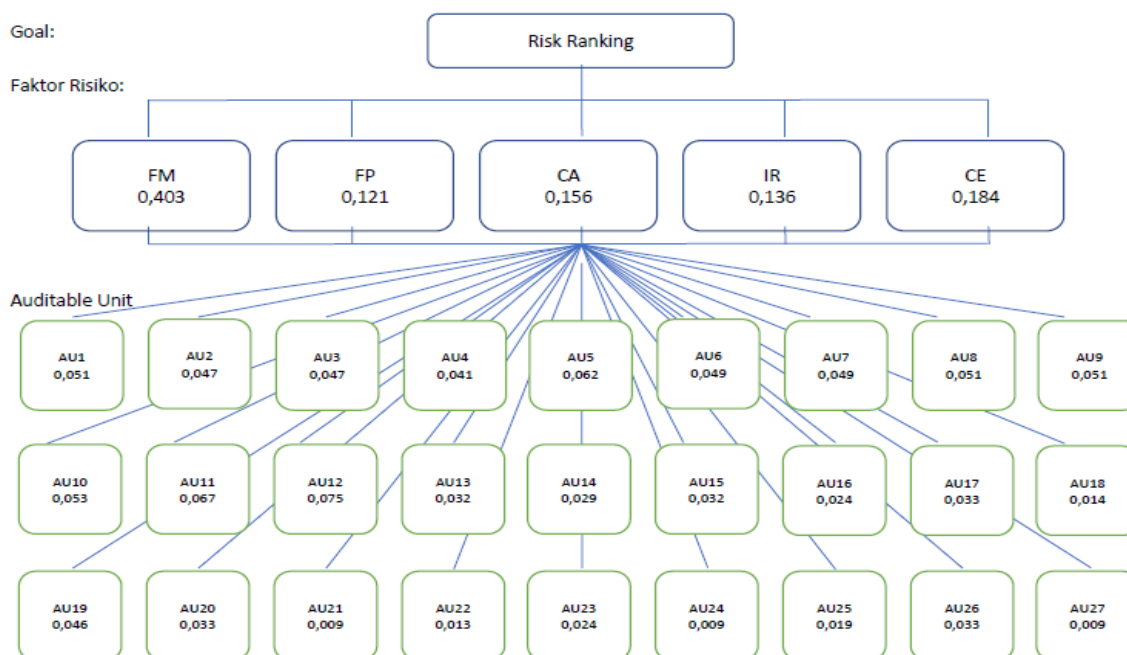 Goal:
Risk Ranking
Faktor Risiko:
FM
0,403
FP
0,121
CA
0,156
IR
0,136
CE
0,184
Auditable Unit
AU1
0,051
AU2
0,047
AU3
0,047
AU4
0,041
AU5
0,062
AU6
0,049
AU7
0,049
AU8
0,051
AU9
0,051
AU10
0,053
AU11
0,067
AU12
0,075
AU13
0,032
AU14
0,029
AU15
0,032
AU16
0,024
AU17
0,033
AU18
0,014
AU19
0,046
AU20
0,033
AU21
0,009
AU22
0,013
AU23
0,024
AU24
0,009
AU25
0,019
AU26
0,033
AU27
0,009